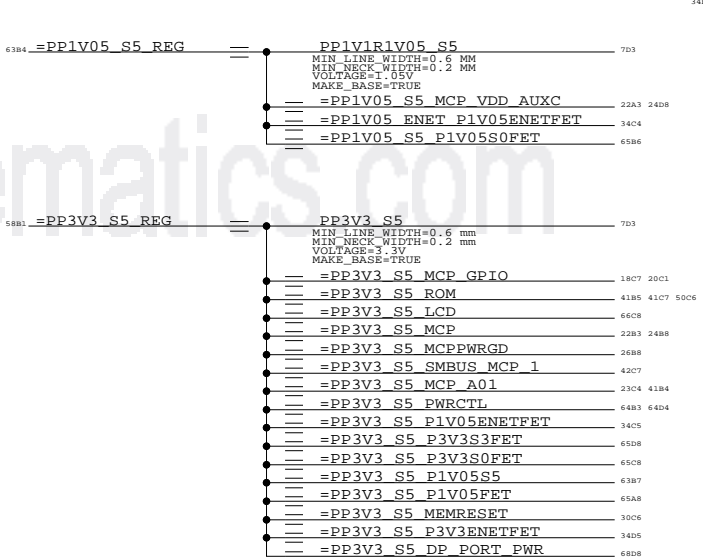 34D
63B4 =PP1V05_S5_REG PP1V1R1V05_S5 7D3
MIN_LINE_WIDTH=0.6 MM
MIN_NECK_WIDTH=0.2 MM
VOLTAGE=1.05V
MAKE_BASE=TRUE
=PP1V05_S5_MCP_VDD_AUXC 22A3 24D8
=PP1V05_ENET_P1V05ENETFET 34C4
=PP1V05_S5_P1V05S0FET 65B6
ematics.com
58B1 =PP3V3_S5_REG PP3V3_S5 7D3
MIN_LINE_WIDTH=0.6 mm
MIN_NECK_WIDTH=0.2 mm
VOLTAGE=3.3V
MAKE_BASE=TRUE
=PP3V3_S5_MCP_GPIO 18C7 20C1
=PP3V3_S5_ROM 41B5 41C7 50C6
=PP3V3_S5_LCD 66C8
=PP3V3_S5_MCP 22B3 24B8
=PP3V3_S5_MCPPWRGD 26B8
=PP3V3_S5_SMBUS_MCP_1 42C7
=PP3V3_S5_MCP_A01 23C4 41B4
=PP3V3_S5_PWRCTL 64B3 64D4
=PP3V3_S5_P1V05ENETFET 34C5
=PP3V3_S5_P3V3S3FET 65D8
=PP3V3_S5_P3V3S0FET 65C8
=PP3V3_S5_P1V05S5 63B7
=PP3V3_S5_P1V05FET 65A8
=PP3V3_S5_MEMRESET 30C6
=PP3V3_S5_P3V3ENETFET 34D5
=PP3V3_S5_DP_PORT_PWR 68D8